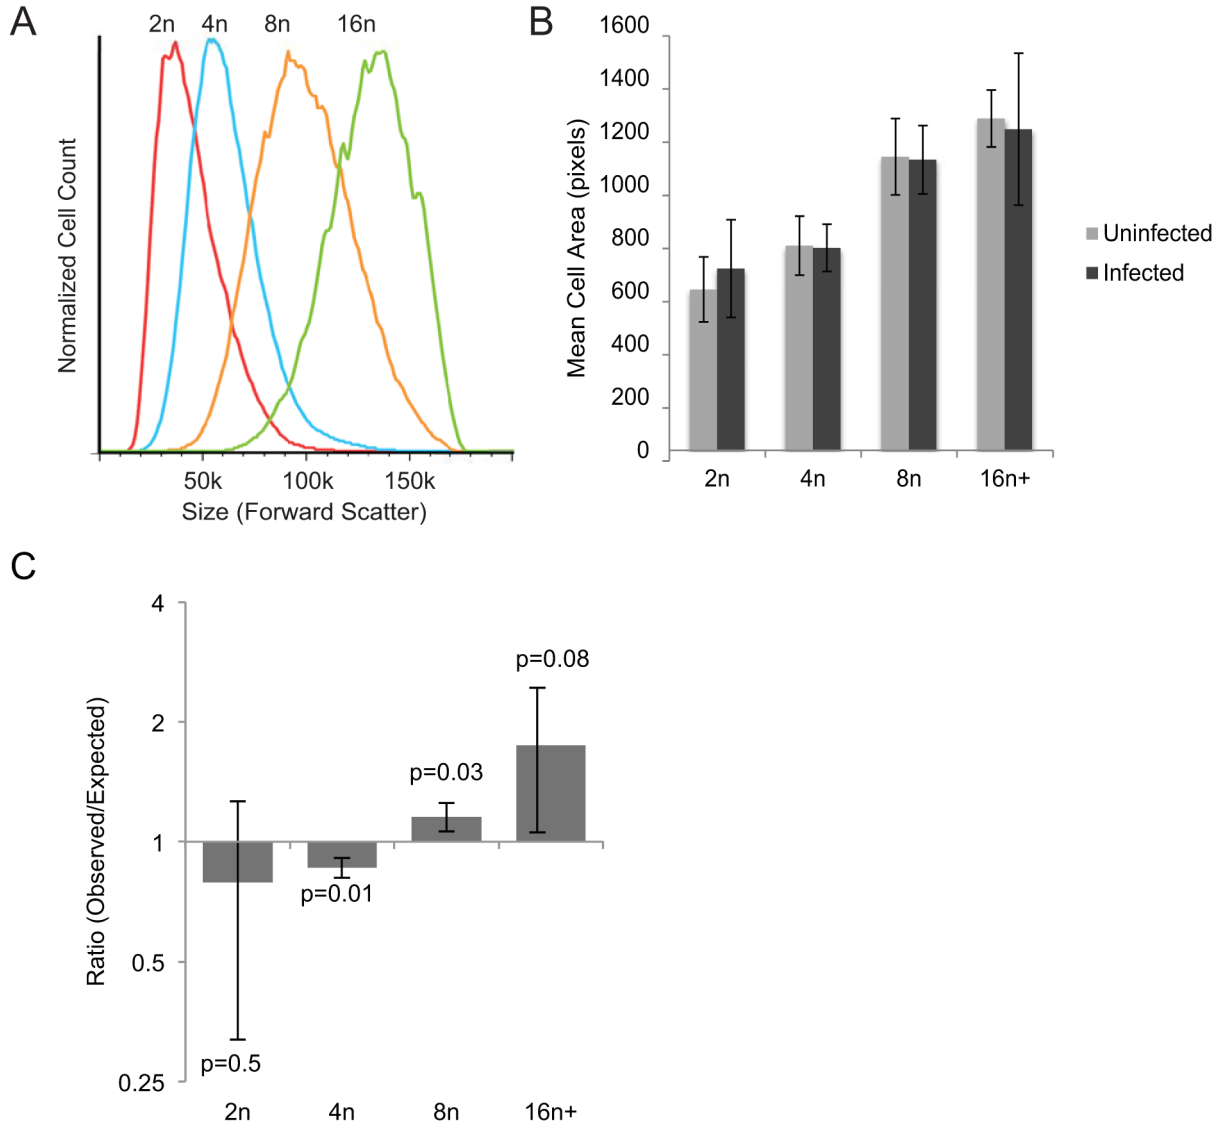 A
2n 4n 8n 16n
Normalized Cell Count
50k 100k 150k
Size (Forward Scatter)
B
1600
1400
1200
1000
800
600
400
200
0
Mean Cell Area (pixels)
2n 4n 8n 16n+
Uninfected
Infected
C
4
2
1
0.5
0.25
Ratio (Observed/Expected)
p=0.5
p=0.01
p=0.03
p=0.08
2n 4n 8n 16n+